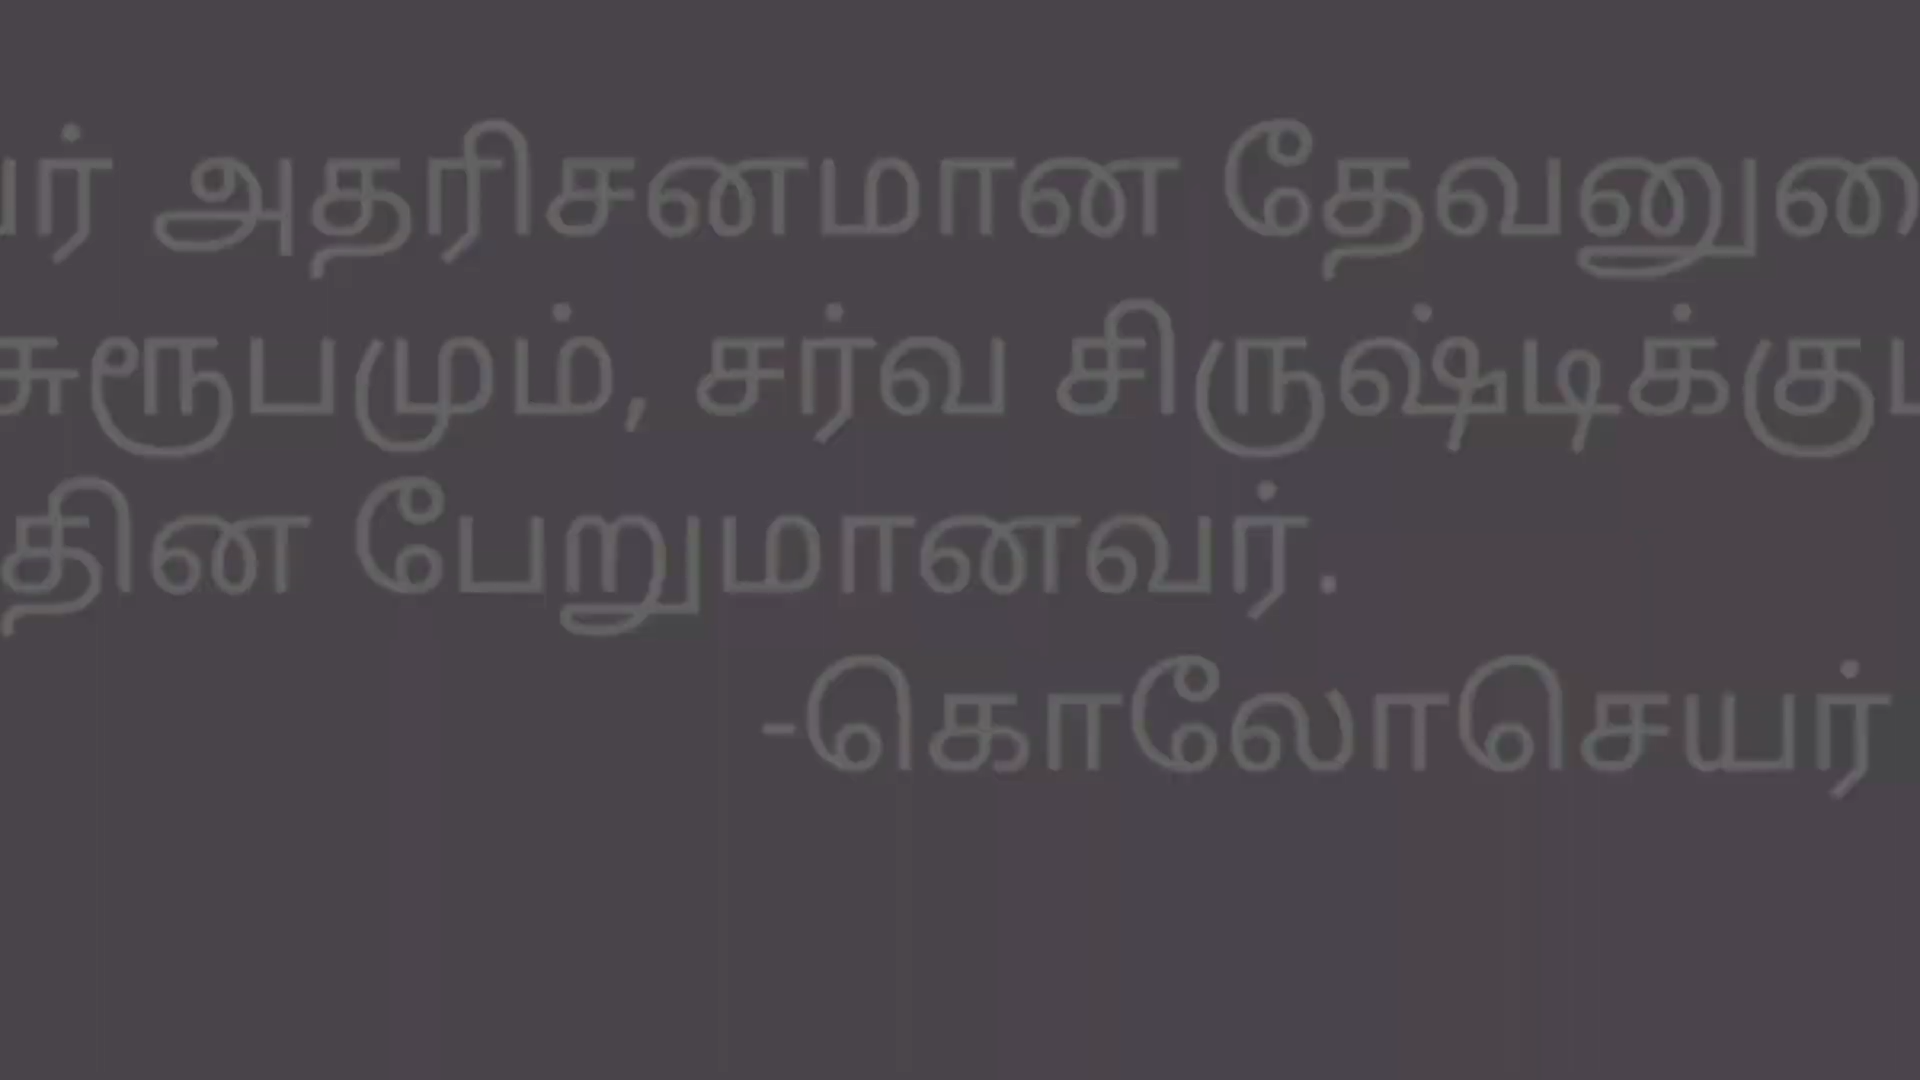 ர் அதரிசனமான தேவனு
சுரூபமும், சர்வ சிருஷ்டிக்கு
தின பேறுமானவர்.
-கொலோசெயர்